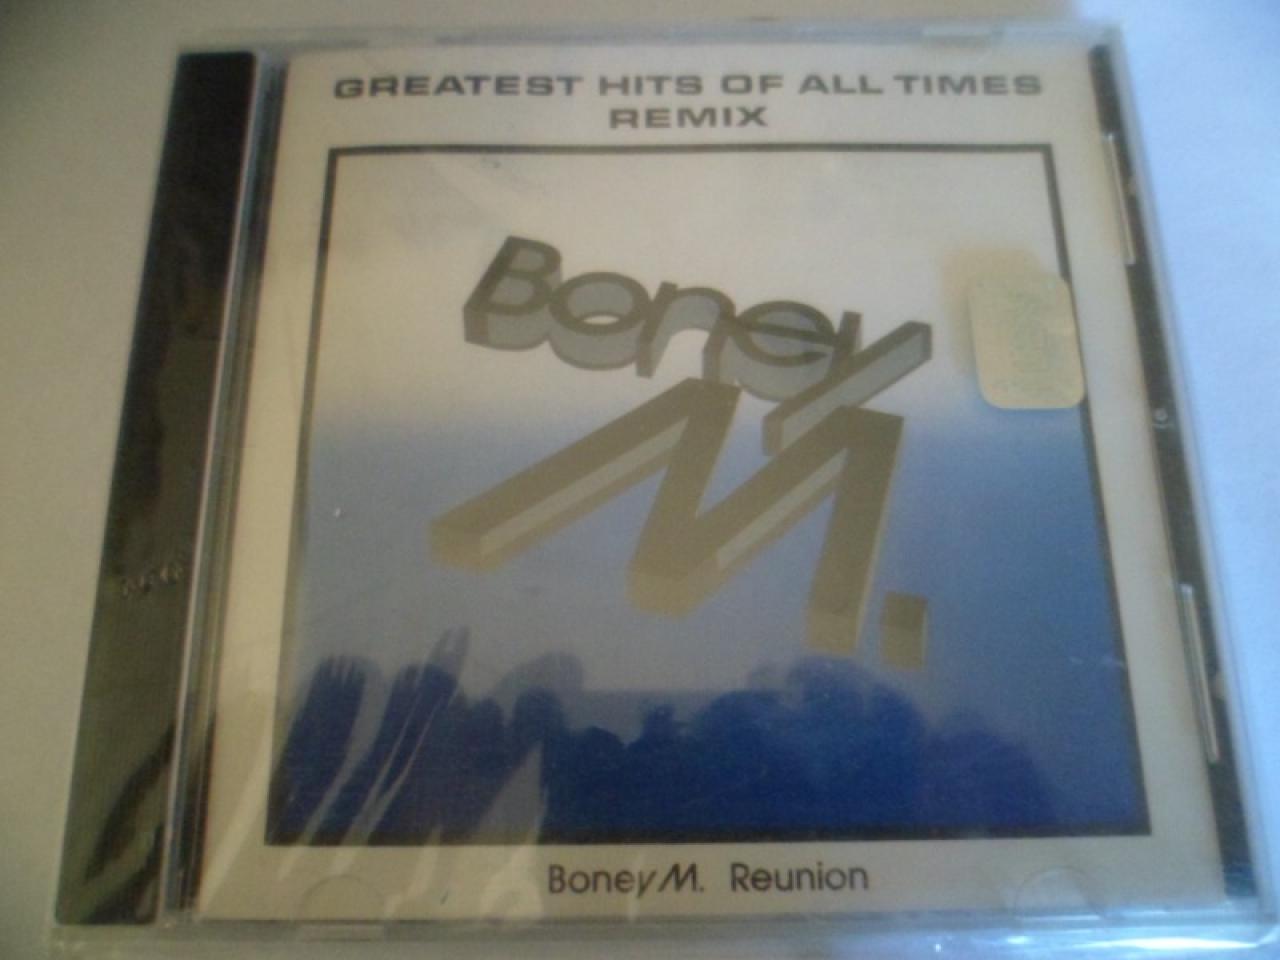 GREATEST HITS OF ALL TIMES
REMIX
Boney
M.
Boney M. Reunion